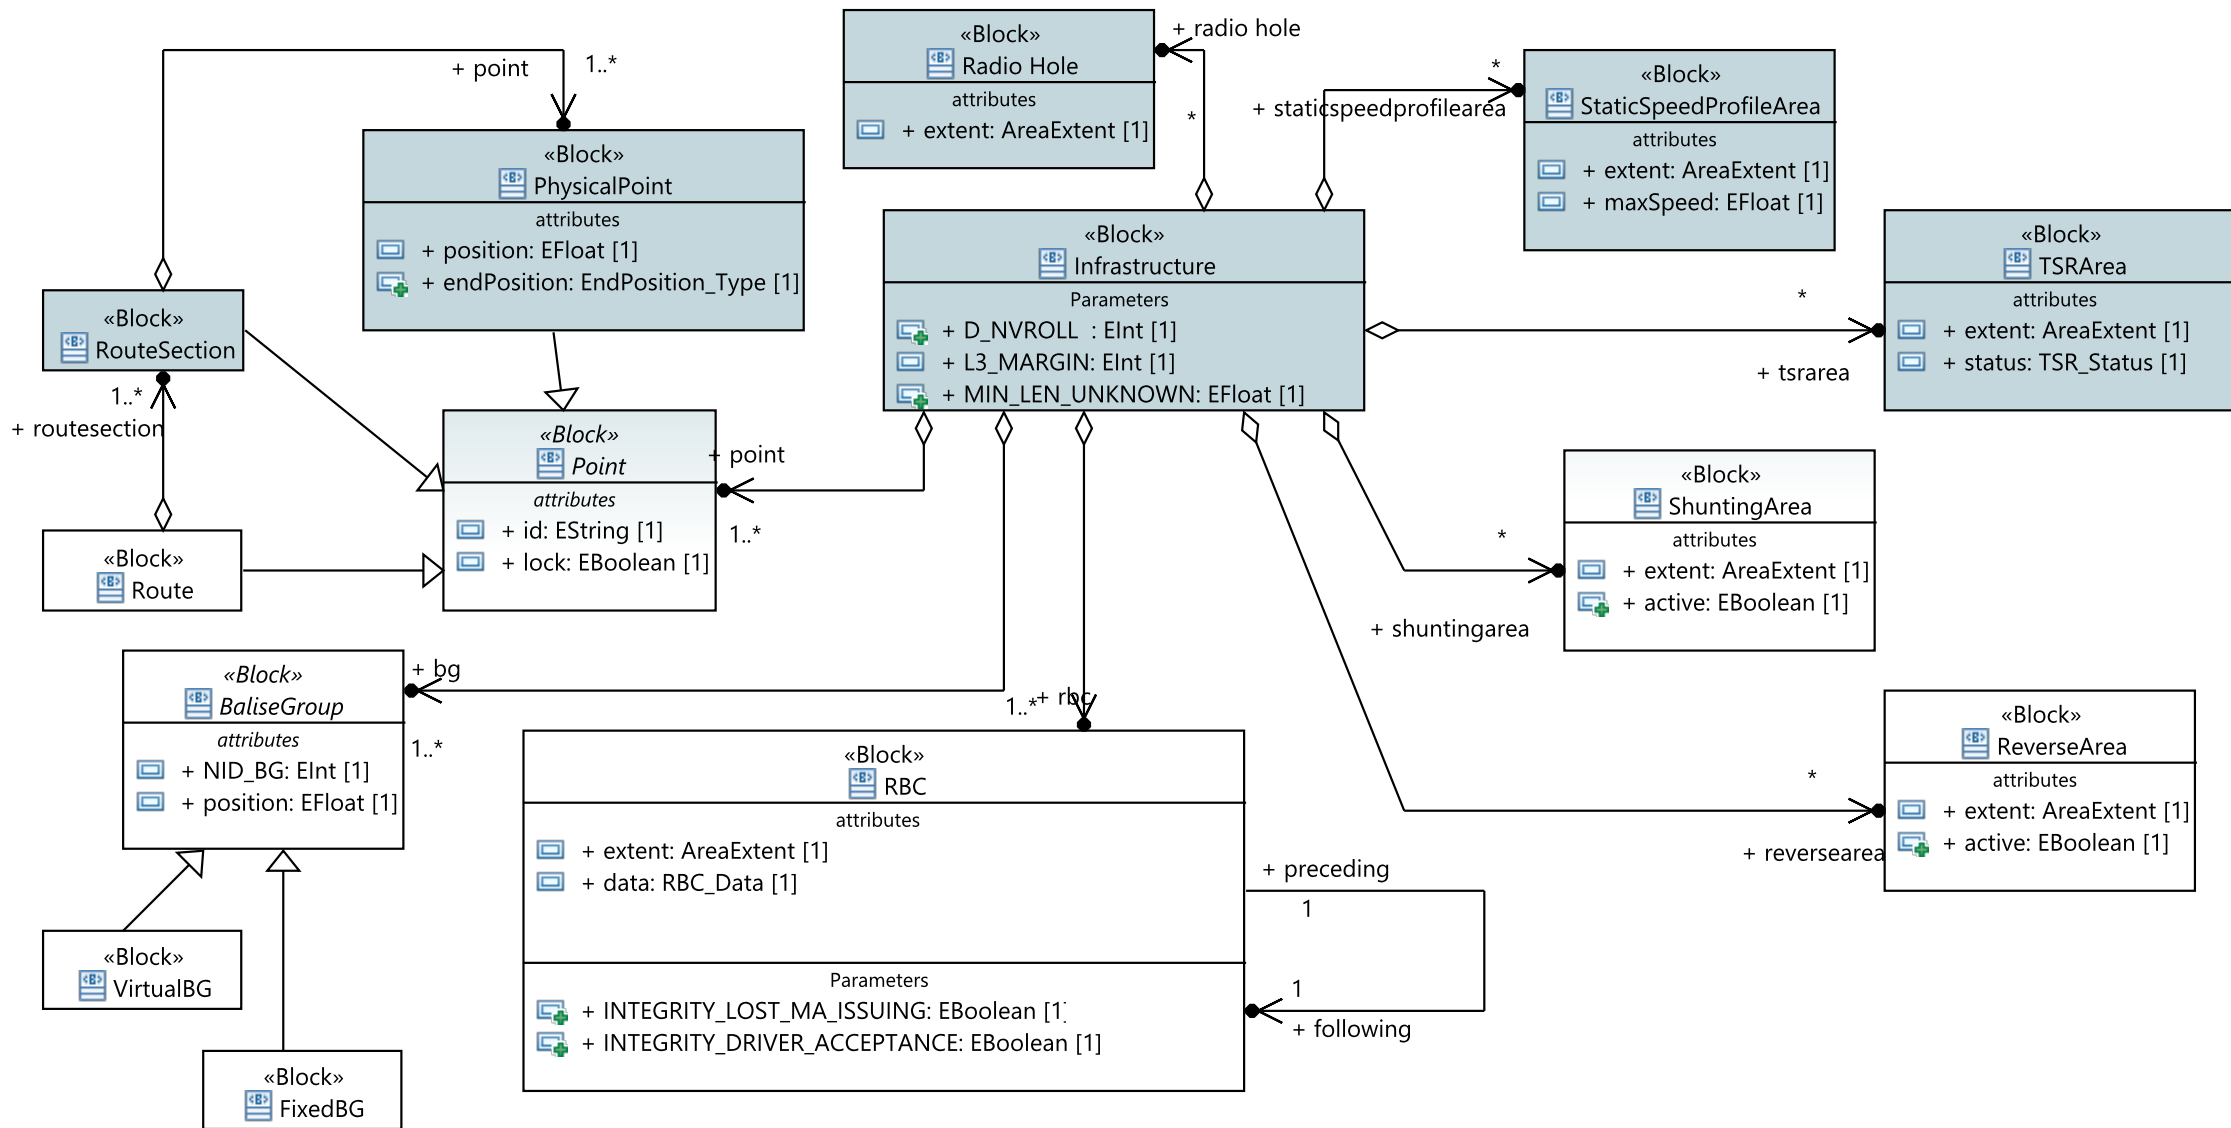 + point
1..*
«Block»
PhysicalPoint
attributes
+ position: EFloat [1]
+ endPosition: EndPosition_Type [1]
«Block»
Radio Hole
attributes
+ extent: AreaExtent [1]
+ radio hole
*
*
+ staticspeedprofilearea
«Block»
StaticSpeedProfileArea
attributes
+ extent: AreaExtent [1]
+ maxSpeed: EFloat [1]
«Block»
Infrastructure
Parameters
+ D_NVROLL : EInt [1]
+ L3_MARGIN: EInt [1]
+ MIN_LEN_UNKNOWN: EFloat [1]
*
+ tsrarea
«Block»
TSRArea
attributes
+ extent: AreaExtent [1]
+ status: TSR_Status [1]
«Block»
RouteSection
1..*
+ routesection
«Block»
Route
«Block»
Point
attributes
+ id: EString [1]
+ lock: EBoolean [1]
+ point
1..*
*
+ shuntingarea
«Block»
ShuntingArea
attributes
+ extent: AreaExtent [1]
+ active: EBoolean [1]
«Block»
BaliseGroup
attributes
+ NID_BG: EInt [1]
+ position: EFloat [1]
+ bg
1..*
1..*
+ rbc
«Block»
RBC
attributes
+ extent: AreaExtent [1]
+ data: RBC_Data [1]
Parameters
+ INTEGRITY_LOST_MA_ISSUING: EBoolean [1]
+ INTEGRITY_DRIVER_ACCEPTANCE: EBoolean [1]
+ preceding
1
1
+ following
*
+ reversearea
«Block»
ReverseArea
attributes
+ extent: AreaExtent [1]
+ active: EBoolean [1]
«Block»
VirtualBG
«Block»
FixedBG